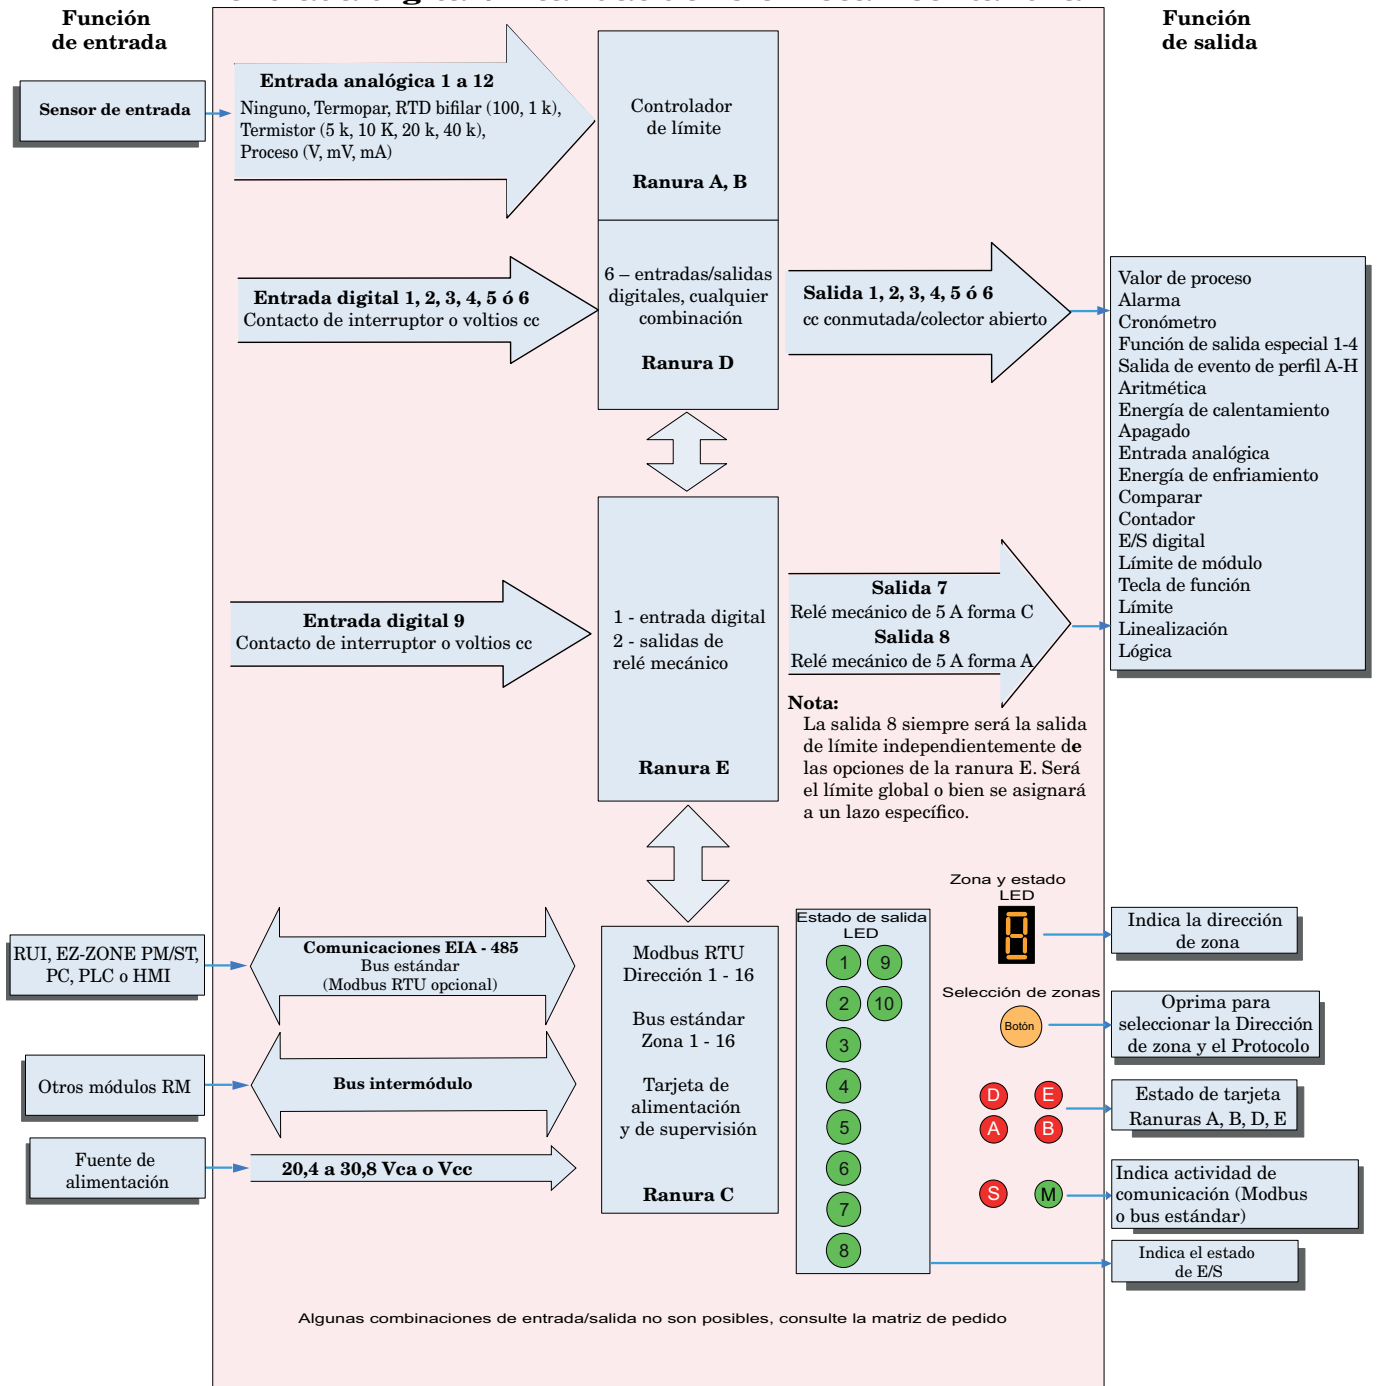 Función
de entrada
Función
de salida
Sensor de entrada
Entrada analógica 1 a 12
Ninguno, Termopar, RTD bifilar (100, 1 k),
Termistor (5 k, 10 K, 20 k, 40 k),
Proceso (V, mV, mA)
Controlador
de límite
Ranura A, B
Entrada digital 1, 2, 3, 4, 5 ó 6
Contacto de interruptor o voltios cc
6 – entradas/salidas
digitales, cualquier
combinación
Ranura D
Salida 1, 2, 3, 4, 5 ó 6
cc conmutada/colector abierto
Valor de proceso
Alarma
Cronómetro
Función de salida especial 1-4
Salida de evento de perfil A-H
Aritmética
Energía de calentamiento
Apagado
Entrada analógica
Energía de enfriamiento
Comparar
Contador
E/S digital
Límite de módulo
Tecla de función
Límite
Linealización
Lógica
Entrada digital 9
Contacto de interruptor o voltios cc
1 - entrada digital
2 - salidas de
relé mecánico
Ranura E
Salida 7
Relé mecánico de 5 A forma C
Salida 8
Relé mecánico de 5 A forma A
Nota:
La salida 8 siempre será la salida
de límite independientemente de
las opciones de la ranura E. Será
el límite global o bien se asignará
a un lazo específico.
RUI, EZ-ZONE PM/ST,
PC, PLC o HMI
Comunicaciones EIA - 485
Bus estándar
(Modbus RTU opcional)
Otros módulos RM
Bus intermódulo
Fuente de
alimentación
20,4 a 30,8 Vca o Vcc
Modbus RTU
Dirección 1 - 16
Bus estándar
Zona 1 - 16
Tarjeta de
alimentación
y de supervisión
Ranura C
Estado de salida
LED
1 9
2 10
3
4
5
6
7
8
Zona y estado
LED
8
Indica la dirección
de zona
Selección de zonas
Botón
Oprima para
seleccionar la Dirección
de zona y el Protocolo
D E
A B
Estado de tarjeta
Ranuras A, B, D, E
S M
Indica actividad de
comunicación (Modbus
o bus estándar)
Indica el estado
de E/S
Algunas combinaciones de entrada/salida no son posibles, consulte la matriz de pedido